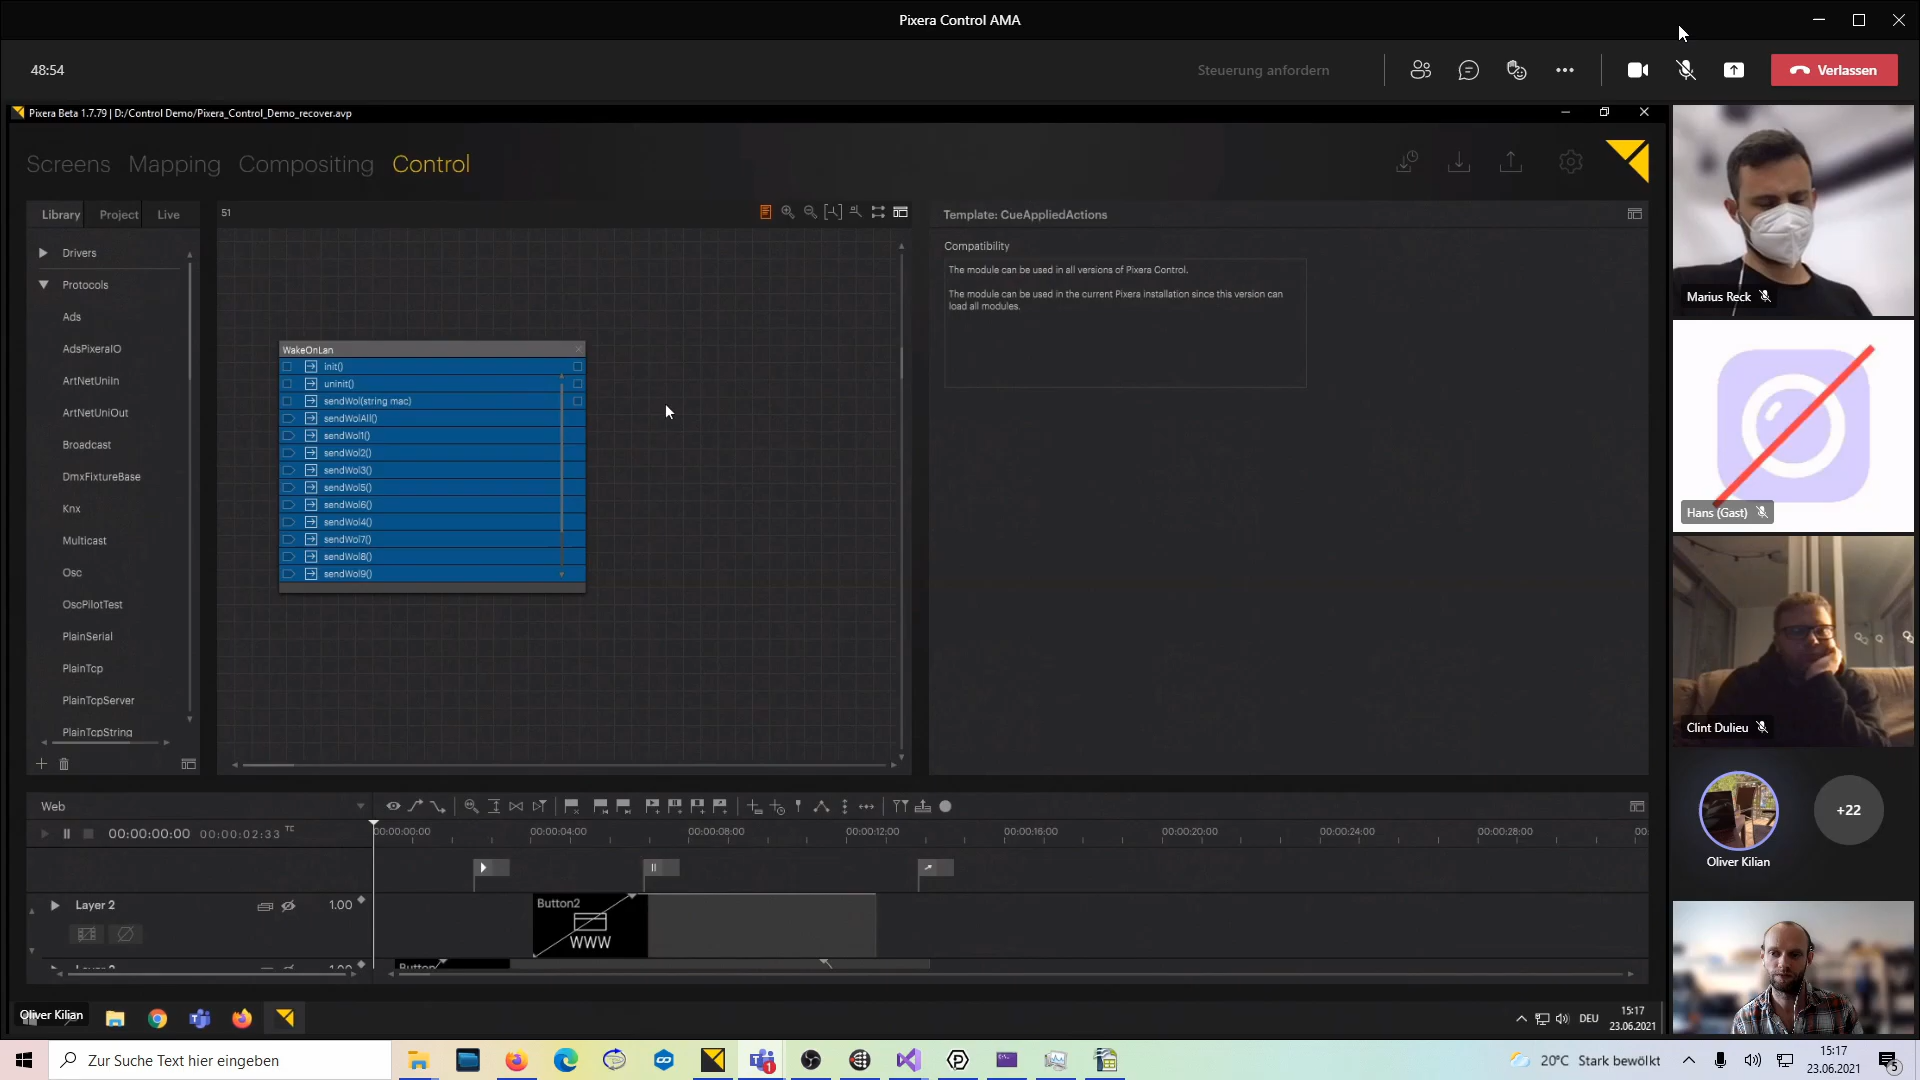 Pixera Control AMA
48:54
Steuerung anfordern
Verlassen
Pixera Beta 1.7.79 | D:/Control Demo/Pixera_Control_Demo_recover.avp
Screens Mapping Compositing Control
Library Project Live
51
Template: CueAppliedActions
Compatibility
The module can be used in all versions of Pixera Control.
The module can be used in the current Pixera installation since this version can
load all modules.
Drivers
Protocols
Ads
AdsPixeraIO
ArtNetUniIn
ArtNetUniOut
Broadcast
DmxFixtureBase
Knx
Multicast
Osc
OscPilotTest
PlainSerial
PlainTcp
PlainTcpServer
PlainTcpString
WakeOnLan
init()
uninit()
sendWol(string mac)
sendWolAll()
sendWol1()
sendWol2()
sendWol3()
sendWol5()
sendWol6()
sendWol4()
sendWol7()
sendWol8()
sendWol9()
Marius Reck
Hans (Gast)
Clint Dulieu
Oliver Kilian
+22
Web
00:00:00:00 00:00:02:33 TC
00:00:00:00 00:00:04:00 00:00:08:00 00:00:12:00 00:00:16:00 00:00:20:00 00:00:24:00 00:00:28:00 00:
Layer 2 1.00
Button2
WWW
Button
Oliver Kilian
DEU
15:17
23.06.2021
Zur Suche Text hier eingeben
1
20°C Stark bewölkt
15:17
23.06.2021
5